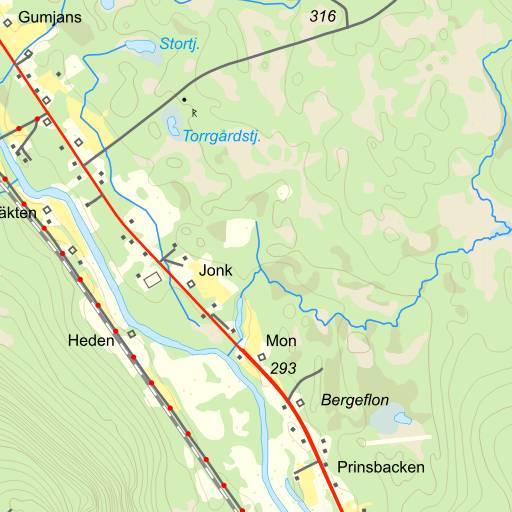 Gumjans
316
Stortj.
R
Torrgårdstj.
äkten
Jonk
Heden
Mon
293
Bergeflon
Prinsbacken